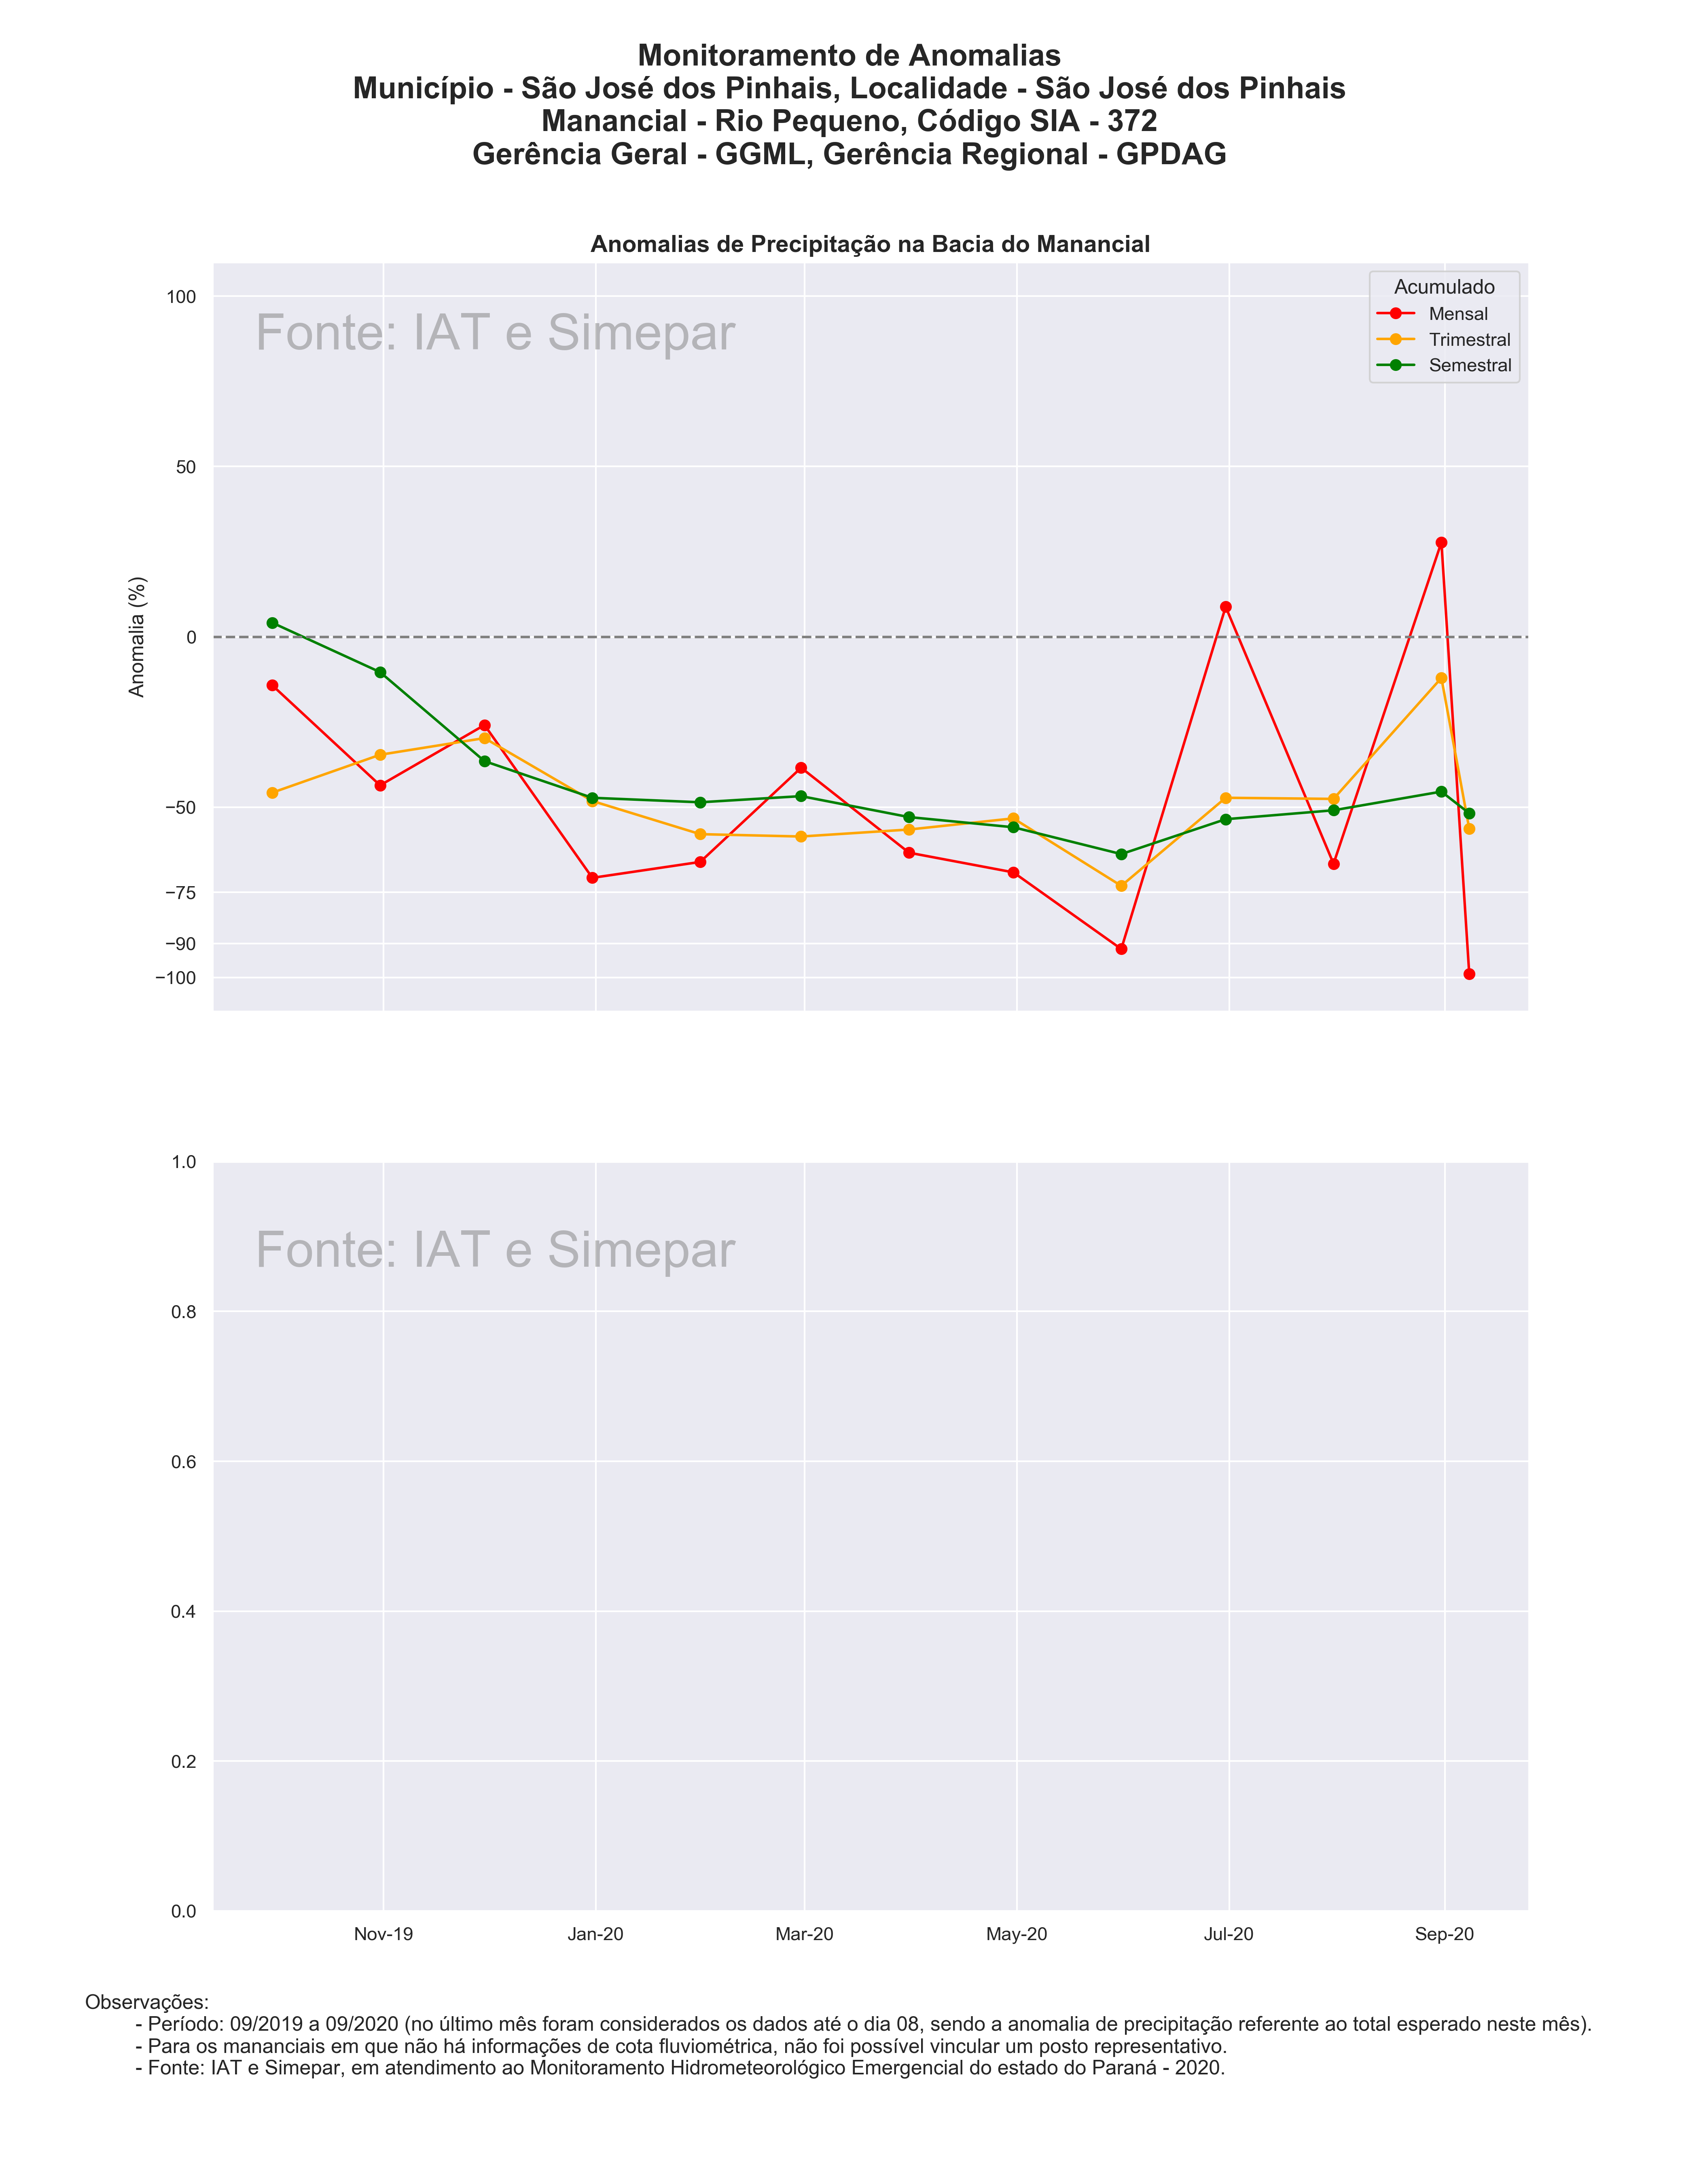 Monitoramento de Anomalias
Município - São José dos Pinhais, Localidade - São José dos Pinhais
Manancial - Rio Pequeno, Código SIA - 372
Gerência Geral - GGML, Gerência Regional - GPDAG
Anomalias de Precipitação na Bacia do Manancial
Fonte: IAT e Simepar
Acumulado
Mensal
Trimestral
Semestral
Anomalia (%)
100
50
0
−50
−75
−90
−100
Fonte: IAT e Simepar
1.0
0.8
0.6
0.4
0.2
0.0
Nov-19 Jan-20 Mar-20 May-20 Jul-20 Sep-20
Observações:
- Período: 09/2019 a 09/2020 (no último mês foram considerados os dados até o dia 08, sendo a anomalia de precipitação referente ao total esperado neste mês).
- Para os mananciais em que não há informações de cota fluviométrica, não foi possível vincular um posto representativo.
- Fonte: IAT e Simepar, em atendimento ao Monitoramento Hidrometeorológico Emergencial do estado do Paraná - 2020.